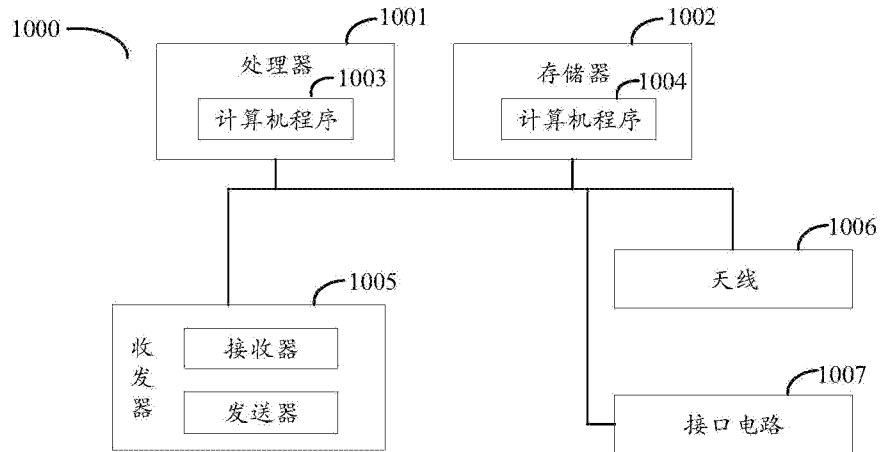 1000
1001
处理器
1003
计算机程序
1002
存储器
1004
计算机程序
1005
收发器
接收器
发送器
1006
天线
1007
接口电路